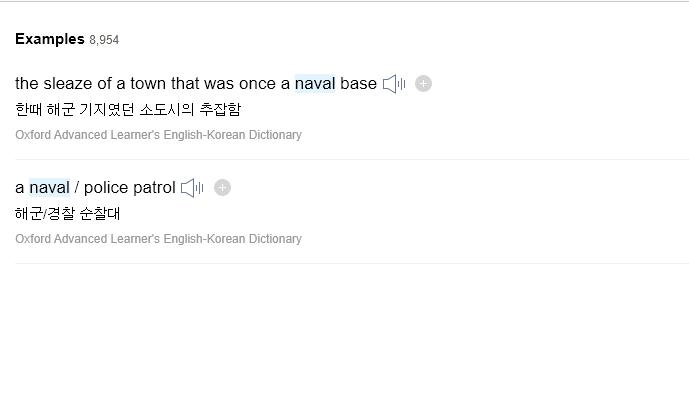 Examples 8,954
the sleaze of a town that was once a naval base
한때 해군 기지였던 소도시의 추잡함
Oxford Advanced Learner's English-Korean Dictionary
a naval / police patrol
해군/경찰 순찰대
Oxford Advanced Learner's English-Korean Dictionary